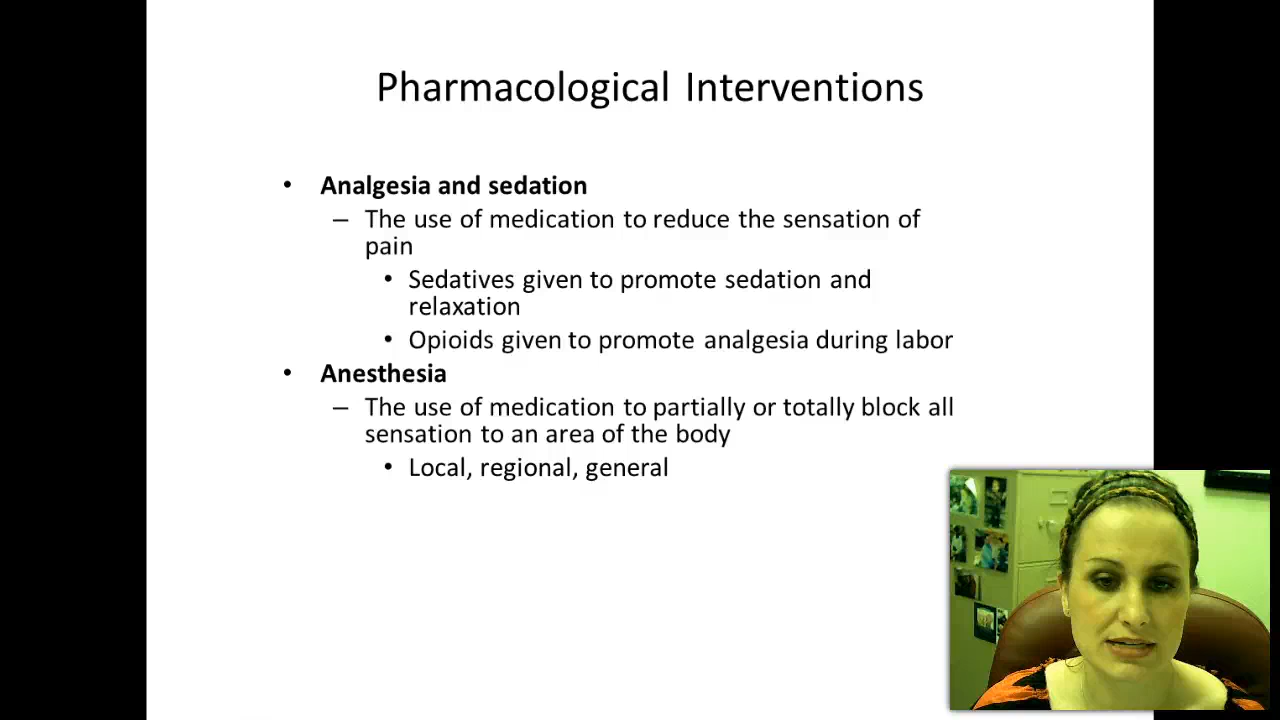 Pharmacological Interventions
• Analgesia and sedation
– The use of medication to reduce the sensation of
pain
• Sedatives given to promote sedation and
relaxation
• Opioids given to promote analgesia during labor
• Anesthesia
– The use of medication to partially or totally block all
sensation to an area of the body
• Local, regional, general